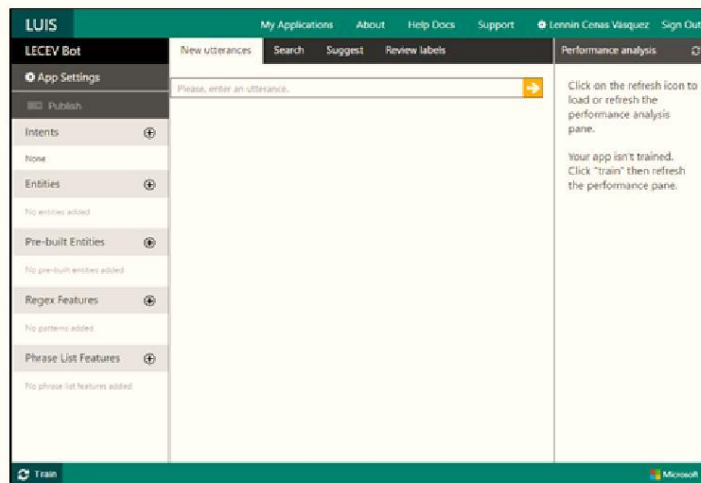 LUIS
My Applications About Help Docs Support Lennin Cenas Vásquez Sign Out
LECEV Bot
New utterances Search Suggest Review labels
Performance analysis
App Settings
Publish
Please, enter an utterance.
Click on the refresh icon to
load or refresh the
performance analysis
pane.
Your app isn't trained.
Click "train" then refresh
the performance pane.
Intents
None
Entities
No entities added
Pre-built Entities
No pre-built entities added
Regex Features
No patterns added
Phrase List Features
No phrase list features added
Train
Microsoft